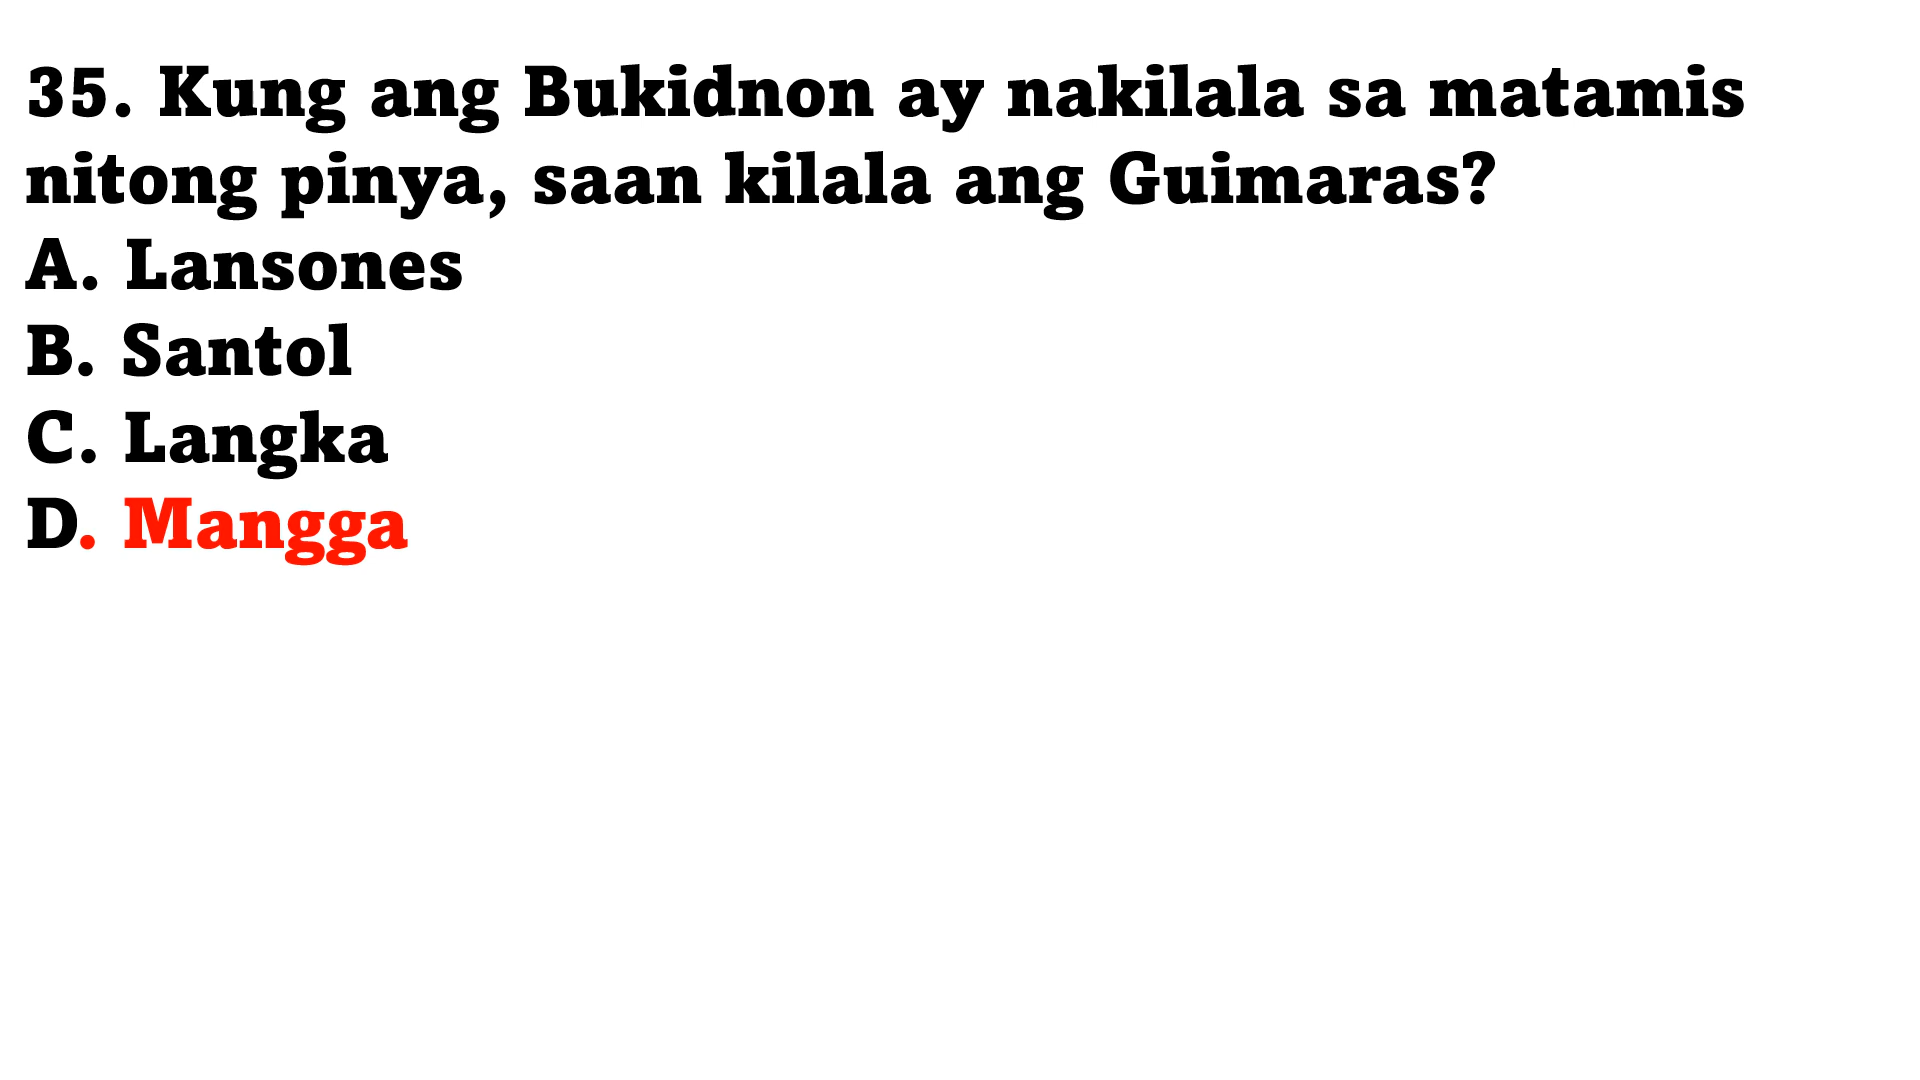 35. Kung ang Bukidnon ay nakilala sa matamis
nitong pinya, saan kilala ang Guimaras?
A. Lansones
B. Santol
C. Langka
D. Mangga